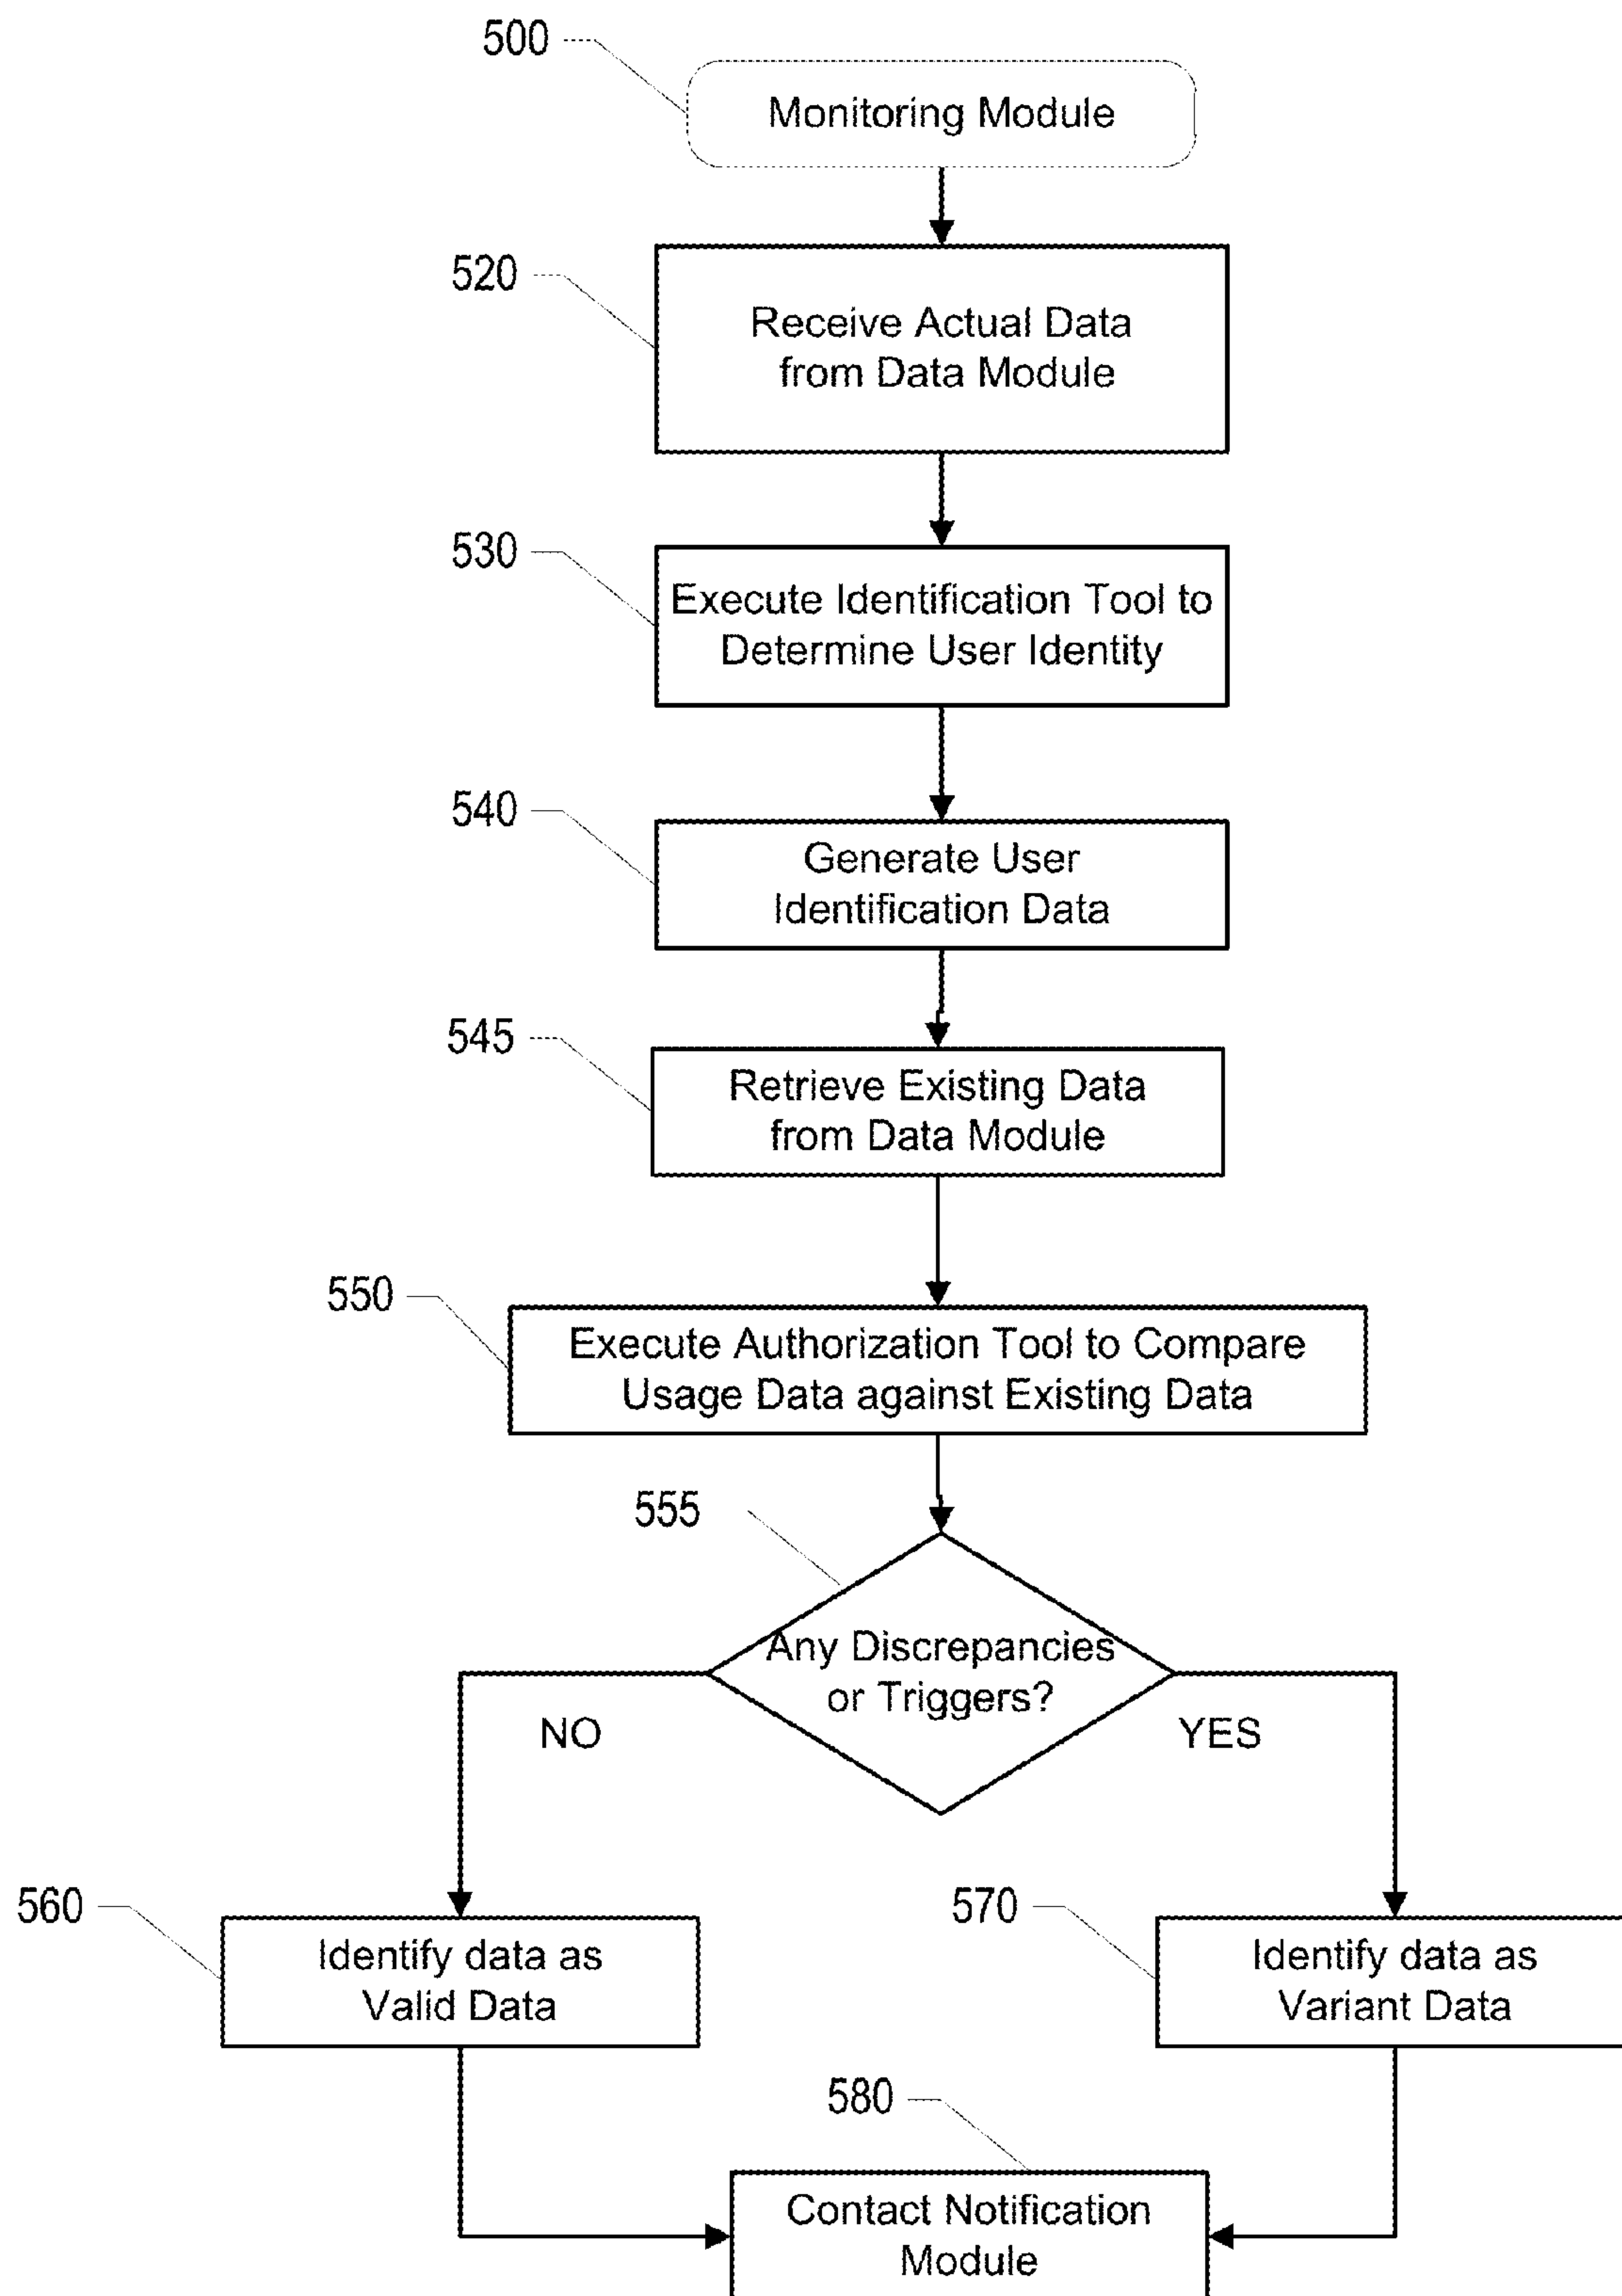 500
Monitoring Module
520
Receive Actual Data
from Data Module
530
Execute Identification Tool to
Determine User Identity
540
Generate User
Identification Data
545
Retrieve Existing Data
from Data Module
550
Execute Authorization Tool to Compare
Usage Data against Existing Data
555
Any Discrepancies
or Triggers?
NO
YES
560
Identify data as
Valid Data
570
Identify data as
Variant Data
580
Contact Notification
Module